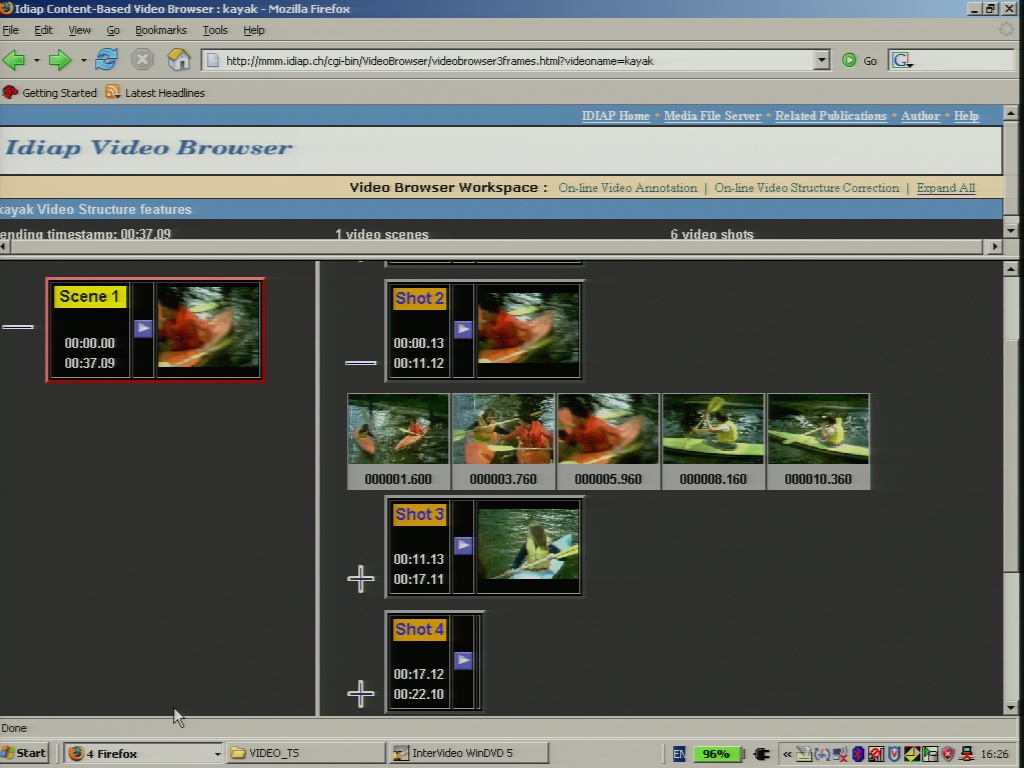 Idiap Content-Based Video Browser : kayak - Mozilla Firefox
File Edit View Go Bookmarks Tools Help
http://mmm.idiap.ch/cgi-bin/VideoBrowser/videobrowser3frames.html?videoname=kayak Go G
Getting Started Latest Headlines
IDIAP Home • Media File Server • Related Publications • Author • Help
Idiap Video Browser
Video Browser Workspace : On-line Video Annotation | On-line Video Structure Correction | Expand All
kayak Video Structure features
ending timestamp: 00:37.09 1 video scenes 6 video shots
Scene 1
00:00.00
00:37.09
Shot 2
00:00.13
00:11.12
000001.600 000003.760 000005.960 000008.160 000010.360
Shot 3
00:11.13
00:17.11
Shot 4
00:17.12
00:22.10
Done
Start 4 Firefox VIDEO_TS InterVideo WinDVD 5 EN 96% « 16:26